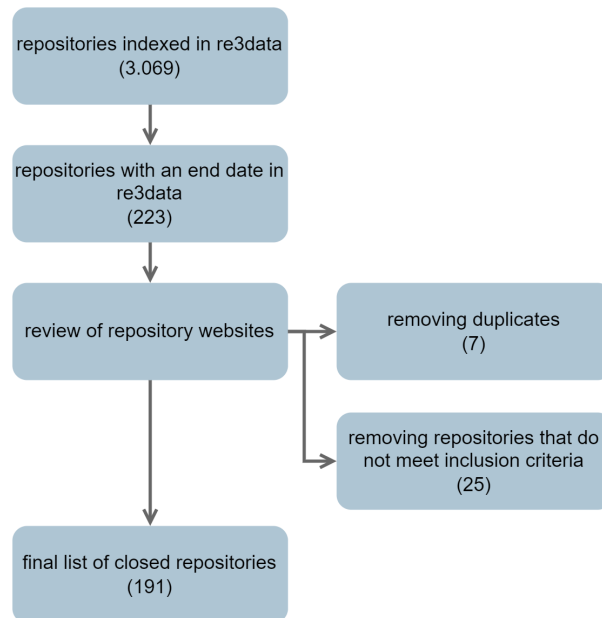 repositories indexed in re3data
(3.069)
repositories with an end date in
re3data
(223)
review of repository websites
removing duplicates
(7)
removing repositories that do
not meet inclusion criteria
(25)
final list of closed repositories
(191)